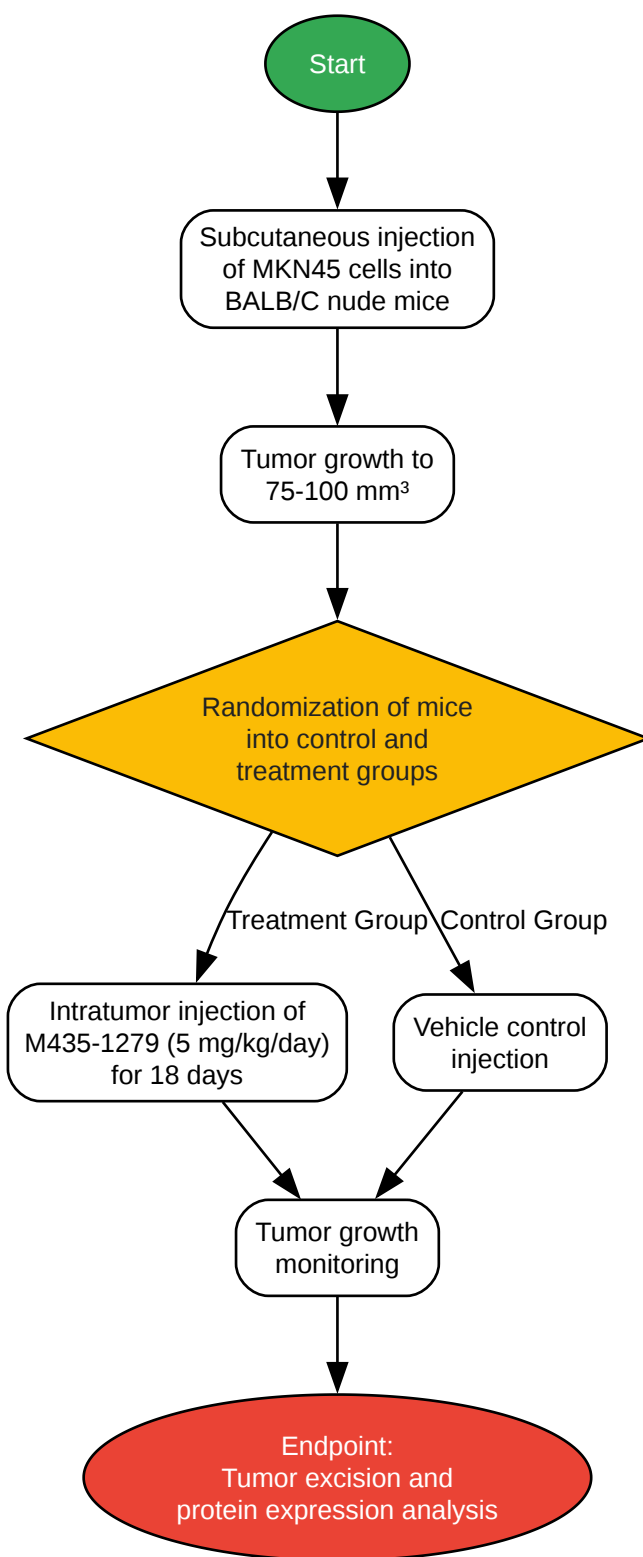 Start
Subcutaneous injection
of MKN45 cells into
BALB/C nude mice
Tumor growth to
75-100 mm³
Randomization of mice
into control and
treatment groups
Treatment Group
Control Group
Intratumor injection of
M435-1279 (5 mg/kg/day)
for 18 days
Vehicle control
injection
Tumor growth
monitoring
Endpoint:
Tumor excision and
protein expression analysis